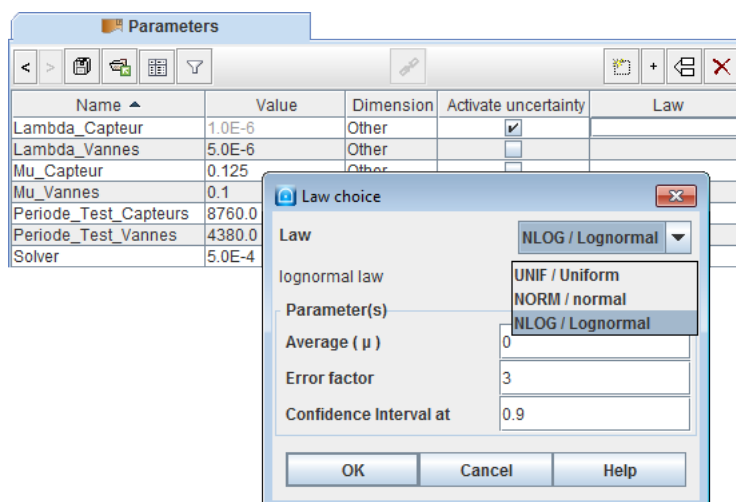 Parameters
< > +
Name Value Dimension Activate uncertainty Law
Lambda_Capteur 1.0E-6 Other
Lambda_Vannes 5.0E-6 Other
Mu_Capteur 0.125 Other
Mu_Vannes 0.1
Periode_Test_Capteurs 8760.0
Periode_Test_Vannes 4380.0
Solver 5.0E-4
Law choice
Law NLOG / Lognormal
UNIF / Uniform
NORM / normal
NLOG / Lognormal
lognormal law
Parameter(s)
Average ( µ ) 0
Error factor 3
Confidence Interval at 0.9
OK Cancel Help